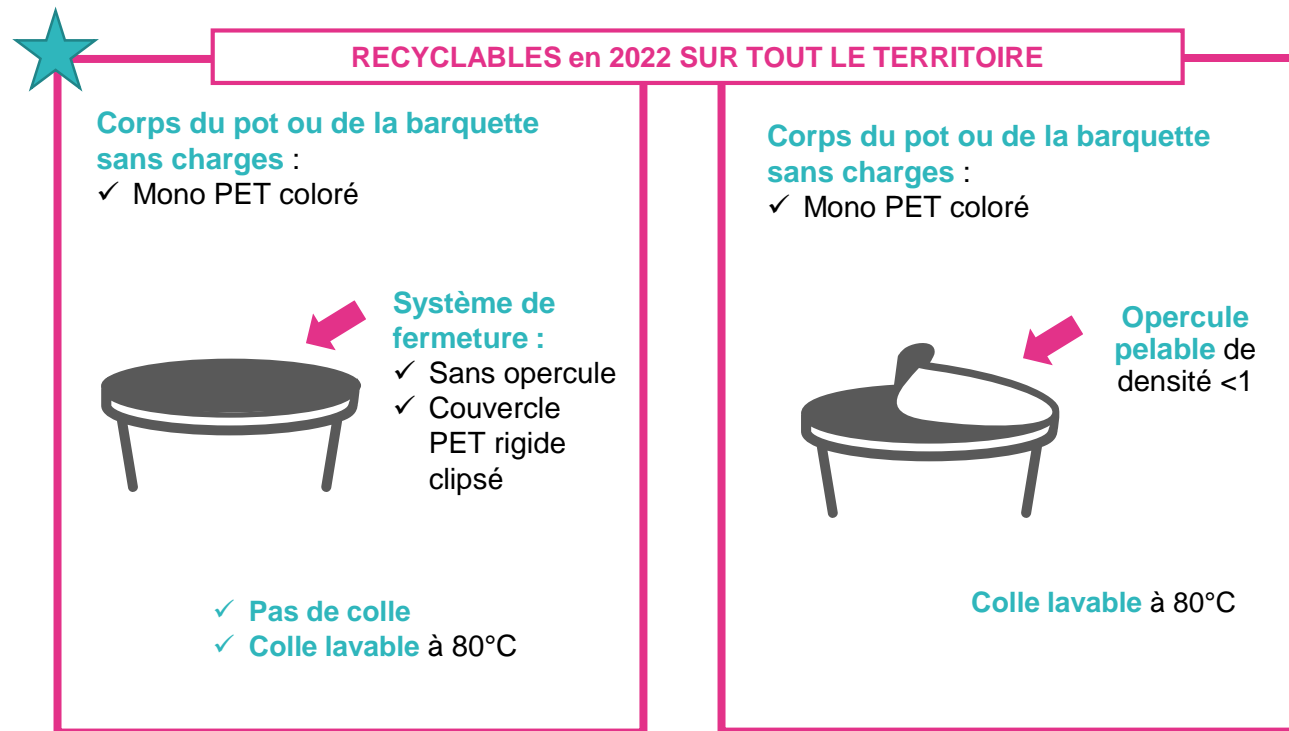 RECYCLABLES en 2022 SUR TOUT LE TERRITOIRE
Corps du pot ou de la barquette
sans charges :
✓ Mono PET coloré
Système de
fermeture :
✓ Sans opercule
✓ Couvercle
PET rigide
clipsé
✓ Pas de colle
✓ Colle lavable à 80°C
Corps du pot ou de la barquette
sans charges :
✓ Mono PET coloré
Opercule
pelable de
densité <1
Colle lavable à 80°C